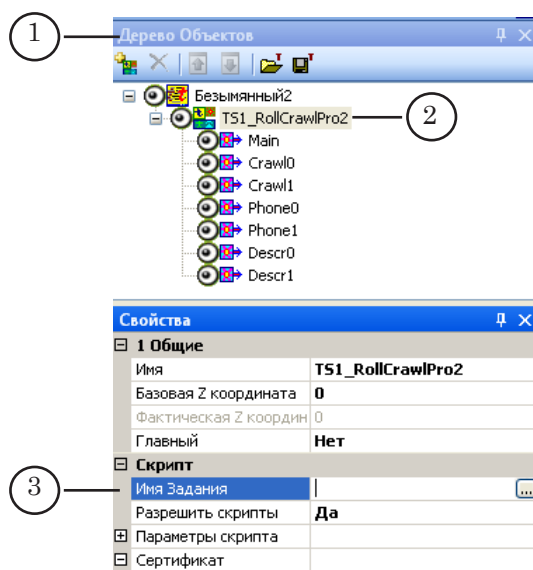 1
Дерево Объектов
Безымянный2
TS1_RollCrawlPro2
2
Main
Crawl0
Crawl1
Phone0
Phone1
Descr0
Descr1
Свойства
1 Общие
Имя TS1_RollCrawlPro2
Базовая Z координата 0
Фактическая Z координ 0
Главный Нет
Скрипт
3
Имя Задания ...
Разрешить скрипты Да
Параметры скрипта
Сертификат